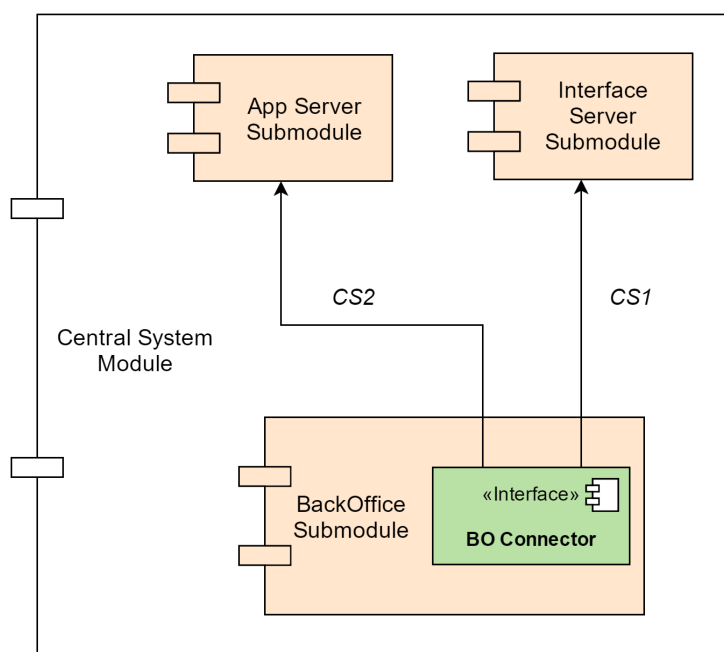 App Server
Submodule
Interface
Server
Submodule
CS2
CS1
Central System
Module
BackOffice
Submodule
«Interface»
BO Connector